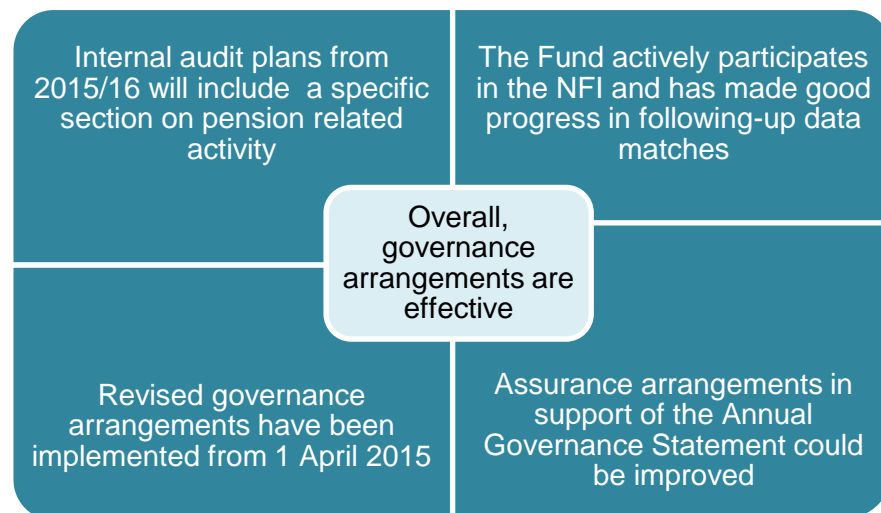 Internal audit plans from
2015/16 will include a specific
section on pension related
activity
The Fund actively participates
in the NFI and has made good
progress in following-up data
matches
Overall,
governance
arrangements are
effective
Revised governance
arrangements have been
implemented from 1 April 2015
Assurance arrangements in
support of the Annual
Governance Statement could
be improved